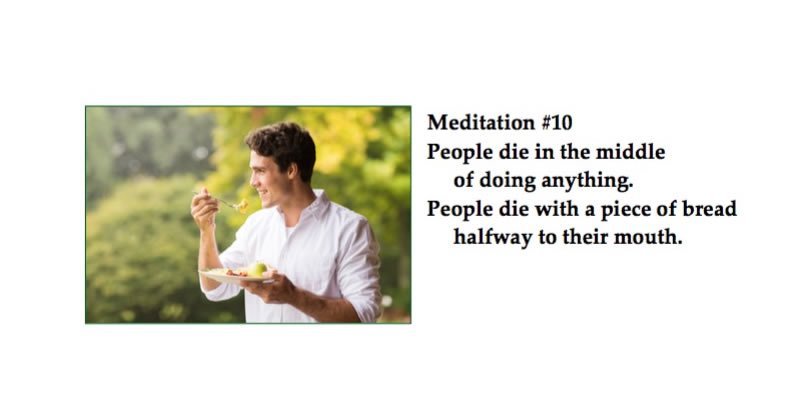 Meditation #10
People die in the middle
of doing anything.
People die with a piece of bread
halfway to their mouth.